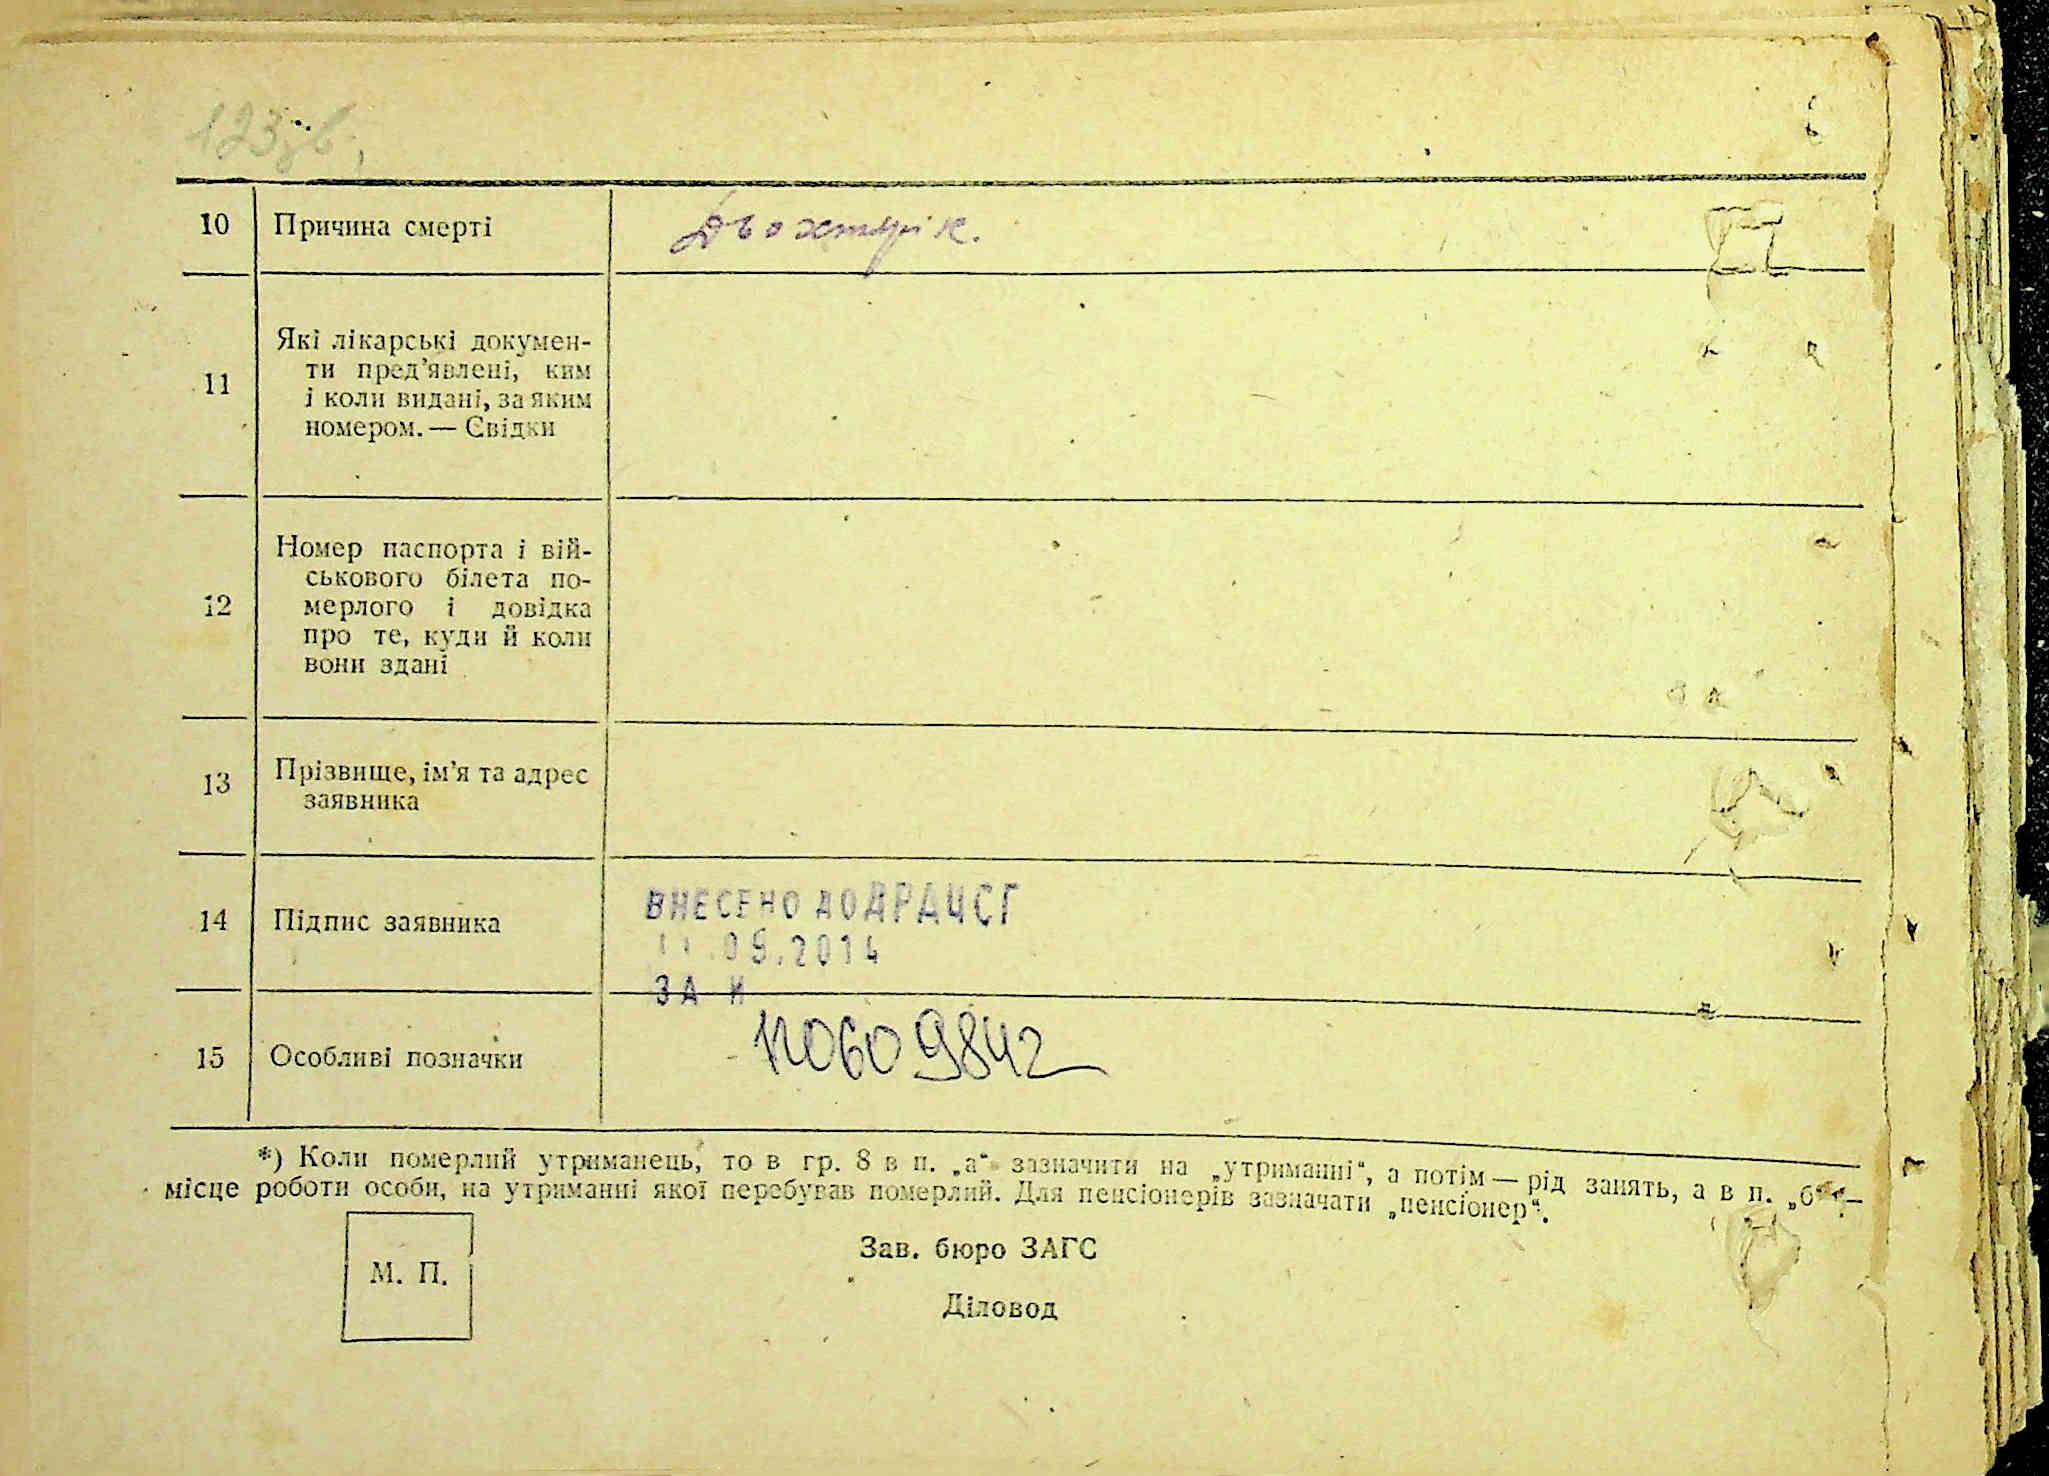 123зв,
10 Причина смерті
11 Які лікарські докумен-
ти пред’явлені, ким
і коли видані, за яким
номером. — Свідки
12 Номер паспорта і вій-
ськового білета по-
мерлого і довідка
про те, куди й коли
вони здані
13 Прізвище, ім’я та адрес
заявника
14 Підпис заявника
ВНЕСЕНО ДО ДРАЦСГ
11.09.2014
ЗА И
15 Особливі позначки
112060 9842
*) Коли померлий утриманець, то в гр. 8 в п. „а“ зазначити на „утриманні“, а потім — рід занять, а в п. „б“ —
місце роботи особи, на утриманні якої перебував померлий. Для пенсіонерів зазначати „пенсіонер“.
Зав. бюро ЗАГС
М. П.
Діловод